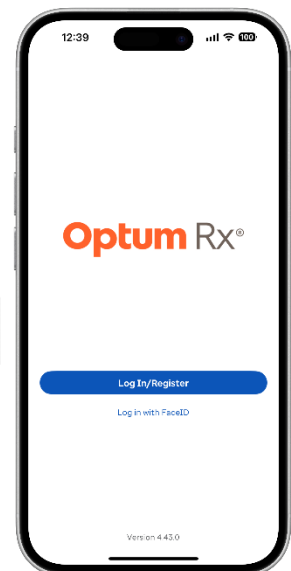 12:39
100
Optum Rx®
Log In/Register
Log in with FaceID
Version 4.43.0